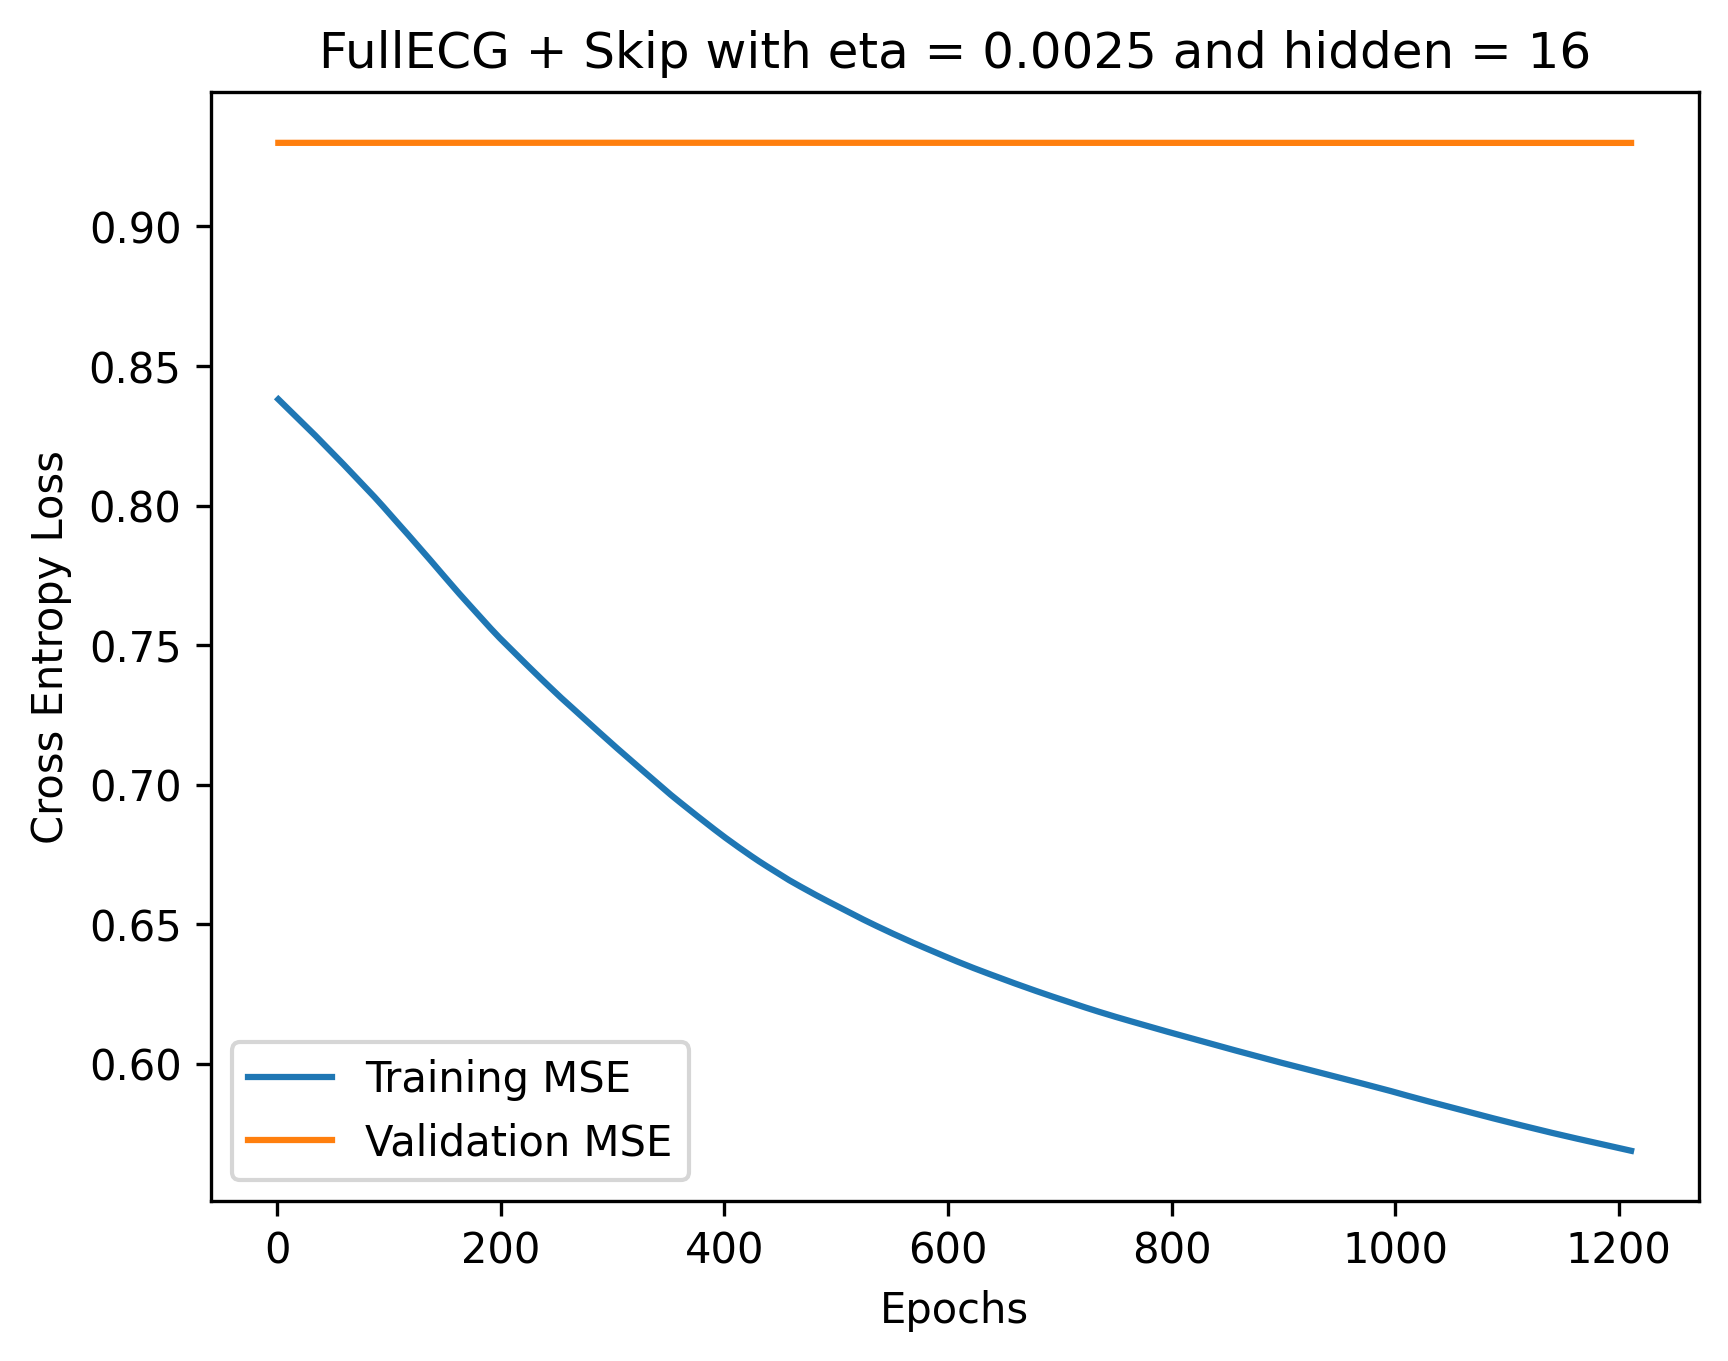 FullECG + Skip with eta = 0.0025 and hidden = 16
Cross Entropy Loss
0.90
0.85
0.80
0.75
0.70
0.65
0.60
Training MSE
Validation MSE
0 200 400 600 800 1000 1200
Epochs